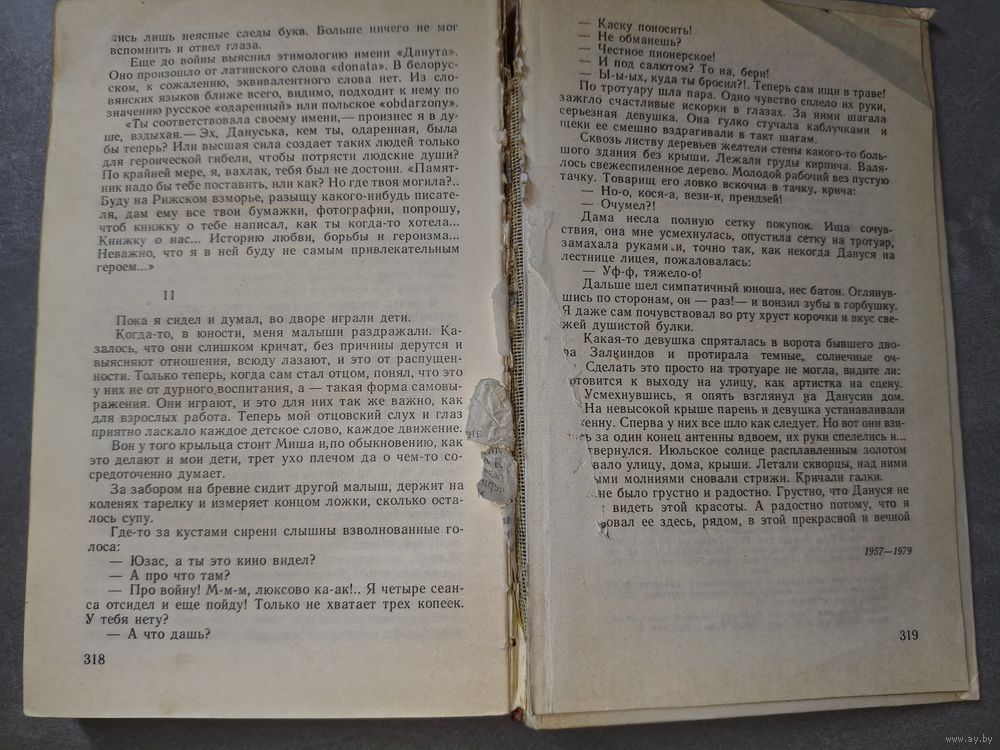 лись лишь неясные следы букв. Больше ничего не мог
вспомнить и отвел глаза.
Еще до войны выяснил этимологию имени «Данута».
Оно произошло от латинского слова «donata». В белорус-
ском, к сожалению, эквивалентного слова нет. Из сло-
вянских языков ближе всего, видимо, подходит к нему по
значению русское «одаренный» или польское «obdarzony».
«Ты соответствовала своему имени,— произнес я в ду-
ше, вздыхая.— Эх, Дануська, кем ты, одаренная, была
бы теперь? Или высшая сила создает таких людей только
для героической гибели, чтобы потрясти людские души?
По крайней мере, я, вахлак, тебя был не достоин. «Памят-
ник надо бы тебе поставить, или как? Но где твоя могила?..
Буду на Рижском взморье, разыщу какого-нибудь писате-
ля, дам ему все твои бумажки, фотографии, попрошу,
чтоб книжку о тебе написал, как ты когда-то хотела...
Книжку о нас... Историю любви, борьбы и героизма...
Неважно, что я в ней буду не самым привлекательным
героем...»
11
Пока я сидел и думал, во дворе играли дети.
Когда-то, в юности, меня малыши раздражали. Ка-
залось, что они слишком кричат, без причины дерутся и
выясняют отношения, всюду лазают, и это от распущен-
ности. Только теперь, когда сам стал отцом, понял, что это
у них не от дурного воспитания, а — такая форма самовы-
ражения. Они играют, и это для них так же важно, как
для взрослых работа. Теперь мой отцовский слух и глаз
приятно ласкало каждое детское слово, каждое движение.
Вон у того крыльца стоит Миша и,по обыкновению, как
это делают и мои дети, трет ухо плечом да о чем-то со-
средоточенно думает.
За забором на бревне сидит другой малыш, держит на
коленях тарелку и измеряет концом ложки, сколько оста-
лось супу.
Где-то за кустами сирени слышны взволнованные го-
лоса:
— Юзас, а ты это кино видел?
— А про что там?
— Про войну! М-м-м, люксово ка-ак!.. Я четыре сеан-
са отсидел и еще пойду! Только не хватает трех копеек.
У тебя нету?
— А что дашь?
318
— Каску поносить!
— Не обманешь?
— Честное пионерское!
— И под салютом? То на, бери!
— Ы-ы-ых, куда ты бросил?!. Теперь сам ищи в траве!
По тротуару шла пара. Одно чувство сплело их руки,
зажгло счастливые искорки в глазах. За ними шагала
серьезная девушка. Она гулко стучала каблучками и
щеки ее смешно вздрагивали в такт шагам.
Сквозь листву деревьев желтели стены какого-то боль-
шого здания без крыши. Лежали груды кирпича. Валя-
лось свежеспиленное дерево. Молодой рабочий вез пустую
тачку. Товарищ его ловко вскочил в тачку, крича:
— Но-о, кося-а, вези-и, прендзей!
— Очумел?!
Дама несла полную сетку покупок. Ища сочув-
ствия, она мне усмехнулась, опустила сетку на тротуар,
замахала руками и, точно так, как некогда Дануся на
лестнице лицея, пожаловалась:
— Уф-ф, тяжело-о!
Дальше шел симпатичный юноша, нес батон. Оглянув-
шись по сторонам, он — раз!— и вонзил зубы в горбушку.
Я даже сам почувствовал во рту хруст корочки и вкус све-
жей душистой булки.
Какая-то девушка спряталась в ворота бывшего дво-
ра Залкиндов и протирала темные, солнечные оч-
Сделать это просто на тротуаре не могла, видите ли:
отовится к выходу на улицу, как артистка на сцену.
Усмехнувшись, я опять взглянул на Данусин дом.
На невысокой крыше парень и девушка устанавливали
енну. Сперва у них все шло как следует. Но вот они взя-
за один конец антенны вдвоем, их руки спелелись и...
твернулся. Июльское солнце расплавленным золотом
вало улицу, дома, крыши. Летали скворцы, над ними
ыми молниями сновали стрижи. Кричали галки.
не было грустно и радостно. Грустно, что Дануся не
видеть этой красоты. А радостно потому, что я
ровал ее здесь, рядом, в этой прекрасной и вечной
1957—1979
319
www.ay.by